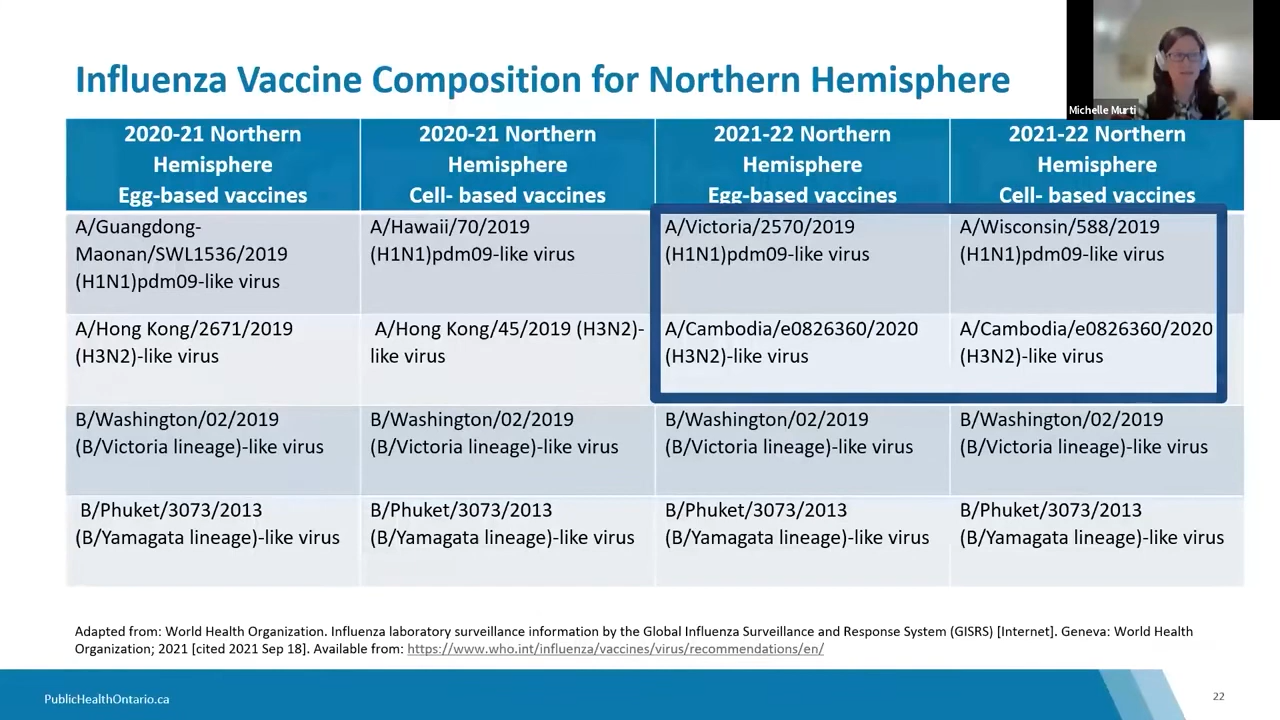 Influenza Vaccine Composition for Northern Hemisphere
Michelle Murti
2020-21 Northern
Hemisphere
Egg-based vaccines
2020-21 Northern
Hemisphere
Cell- based vaccines
2021-22 Northern
Hemisphere
Egg-based vaccines
2021-22 Northern
Hemisphere
Cell- based vaccines
A/Guangdong-
Maonan/SWL1536/2019
(H1N1)pdm09-like virus
A/Hawaii/70/2019
(H1N1)pdm09-like virus
A/Victoria/2570/2019
(H1N1)pdm09-like virus
A/Wisconsin/588/2019
(H1N1)pdm09-like virus
A/Hong Kong/2671/2019
(H3N2)-like virus
A/Hong Kong/45/2019 (H3N2)-
like virus
A/Cambodia/e0826360/2020
(H3N2)-like virus
A/Cambodia/e0826360/2020
(H3N2)-like virus
B/Washington/02/2019
(B/Victoria lineage)-like virus
B/Washington/02/2019
(B/Victoria lineage)-like virus
B/Washington/02/2019
(B/Victoria lineage)-like virus
B/Washington/02/2019
(B/Victoria lineage)-like virus
B/Phuket/3073/2013
(B/Yamagata lineage)-like virus
B/Phuket/3073/2013
(B/Yamagata lineage)-like virus
B/Phuket/3073/2013
(B/Yamagata lineage)-like virus
B/Phuket/3073/2013
(B/Yamagata lineage)-like virus
Adapted from: World Health Organization. Influenza laboratory surveillance information by the Global Influenza Surveillance and Response System (GISRS) [Internet]. Geneva: World Health
Organization; 2021 [cited 2021 Sep 18]. Available from: https://www.who.int/influenza/vaccines/virus/recommendations/en/
PublicHealthOntario.ca
22